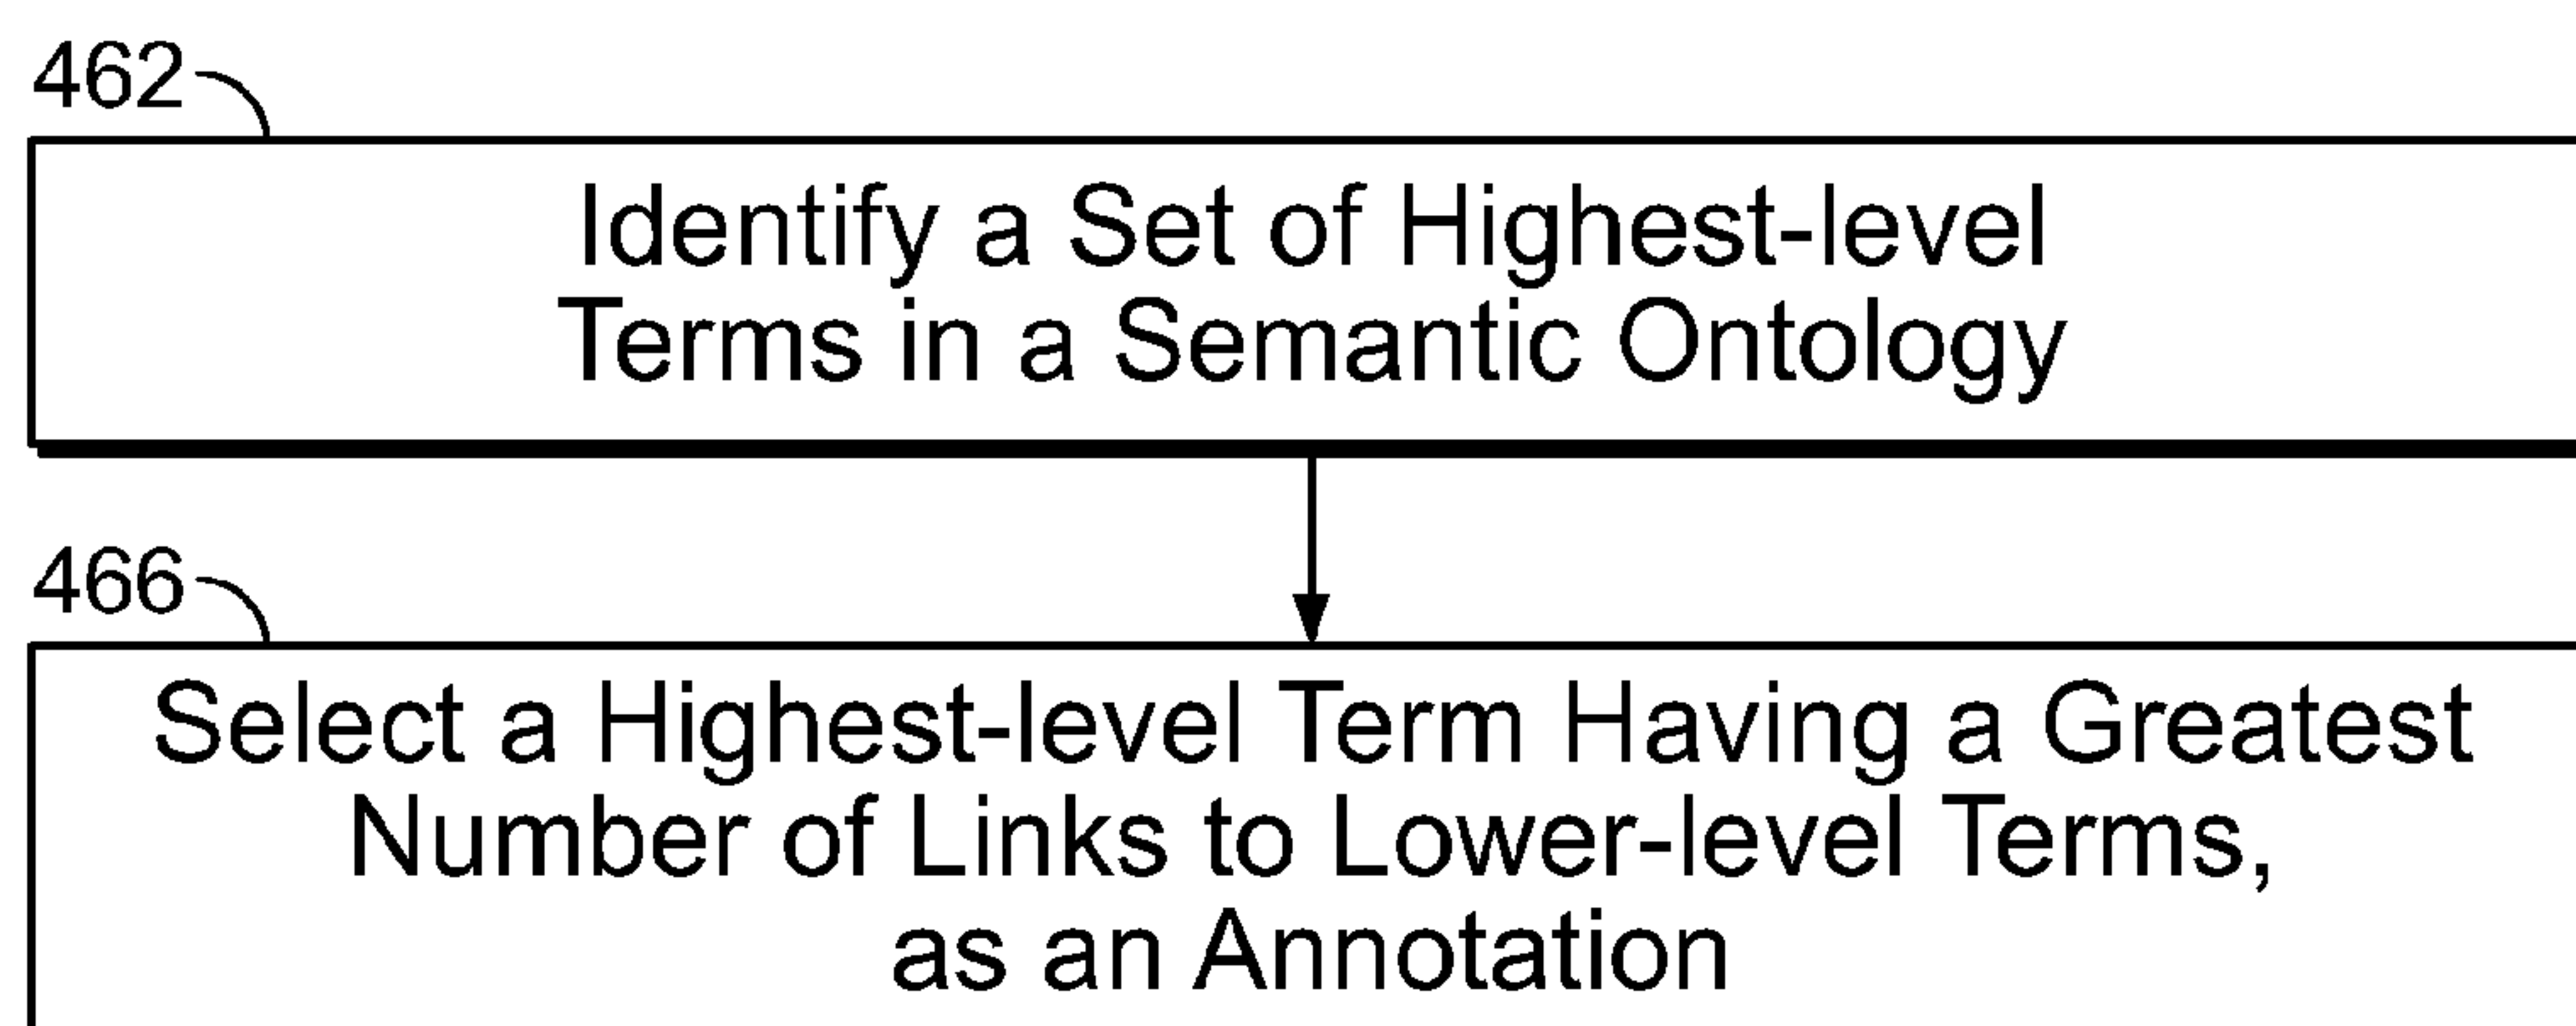 462
Identify a Set of Highest-level
Terms in a Semantic Ontology
466
Select a Highest-level Term Having a Greatest
Number of Links to Lower-level Terms,
as an Annotation